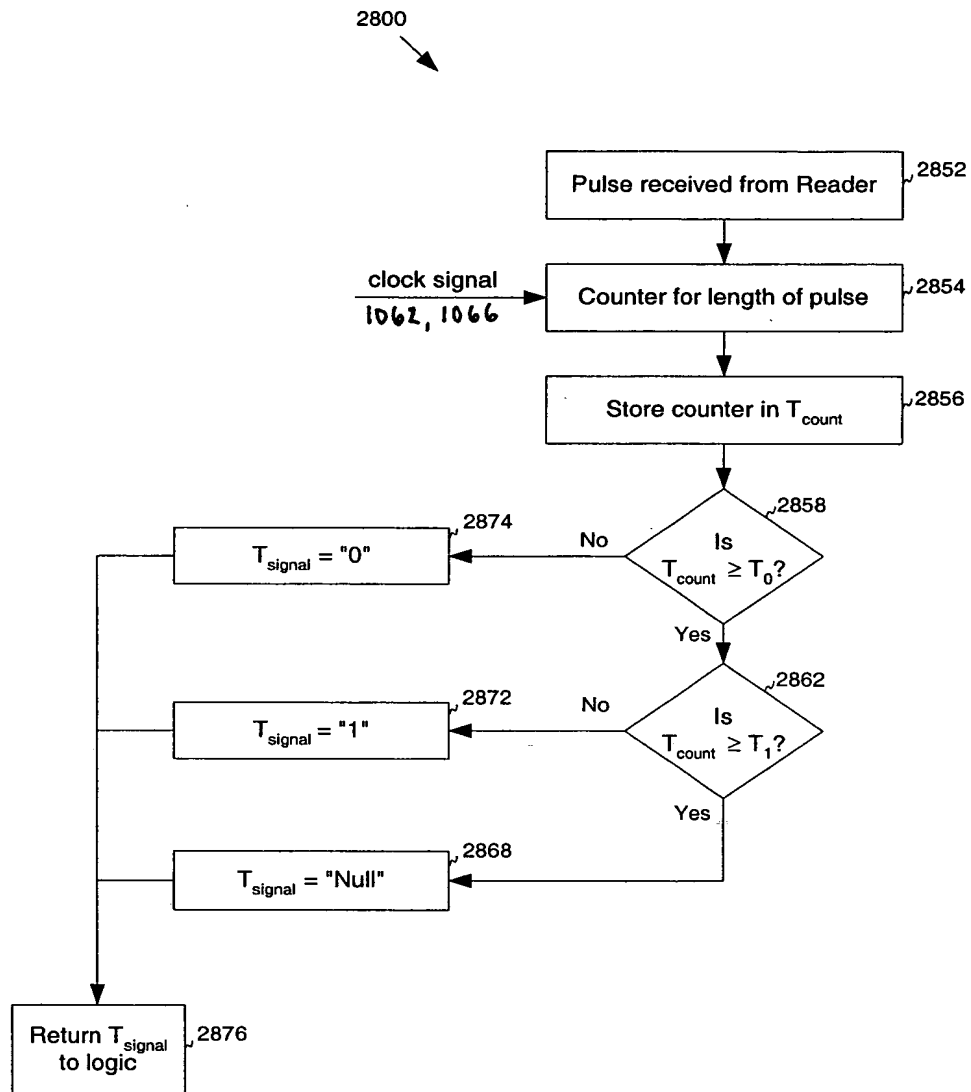 2800
Pulse received from Reader
2852
clock signal
1062, 1066
Counter for length of pulse
2854
Store counter in T_count
2856
2858
Is
T_count ≥ T_0?
No
Yes
2874
T_signal = "0"
2862
Is
T_count ≥ T_1?
No
Yes
2872
T_signal = "1"
2868
T_signal = "Null"
Return T_signal
to logic
2876